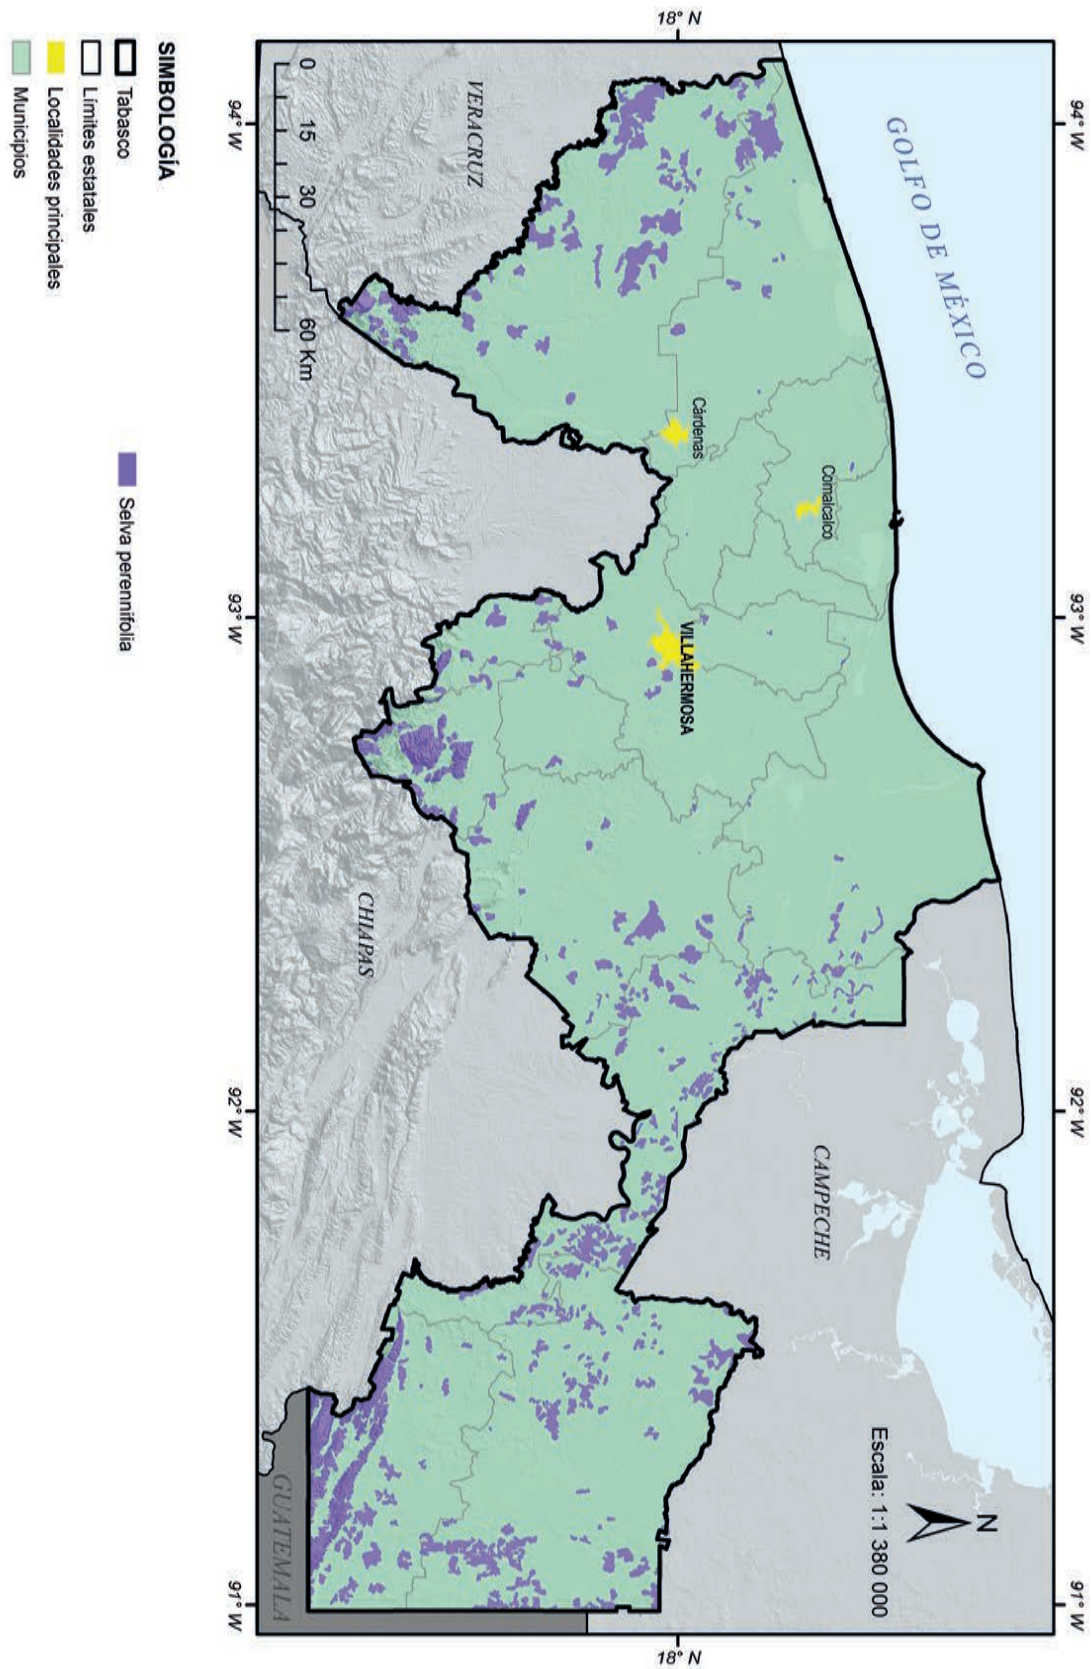 18° N
94° W
93° W
92° W
91° W
GOLFO DE MÉXICO
N
Escala: 1:1 380 000
CAMPECHE
Comalcalco
Cárdenas
VILLAHERMOSA
VERACRUZ
CHIAPAS
GUATEMALA
0 15 30 60 Km
94° W
93° W
92° W
91° W
18° N
SIMBOLOGÍA
Tabasco
Límites estatales
Localidades principales
Municipios
Selva perennifolia